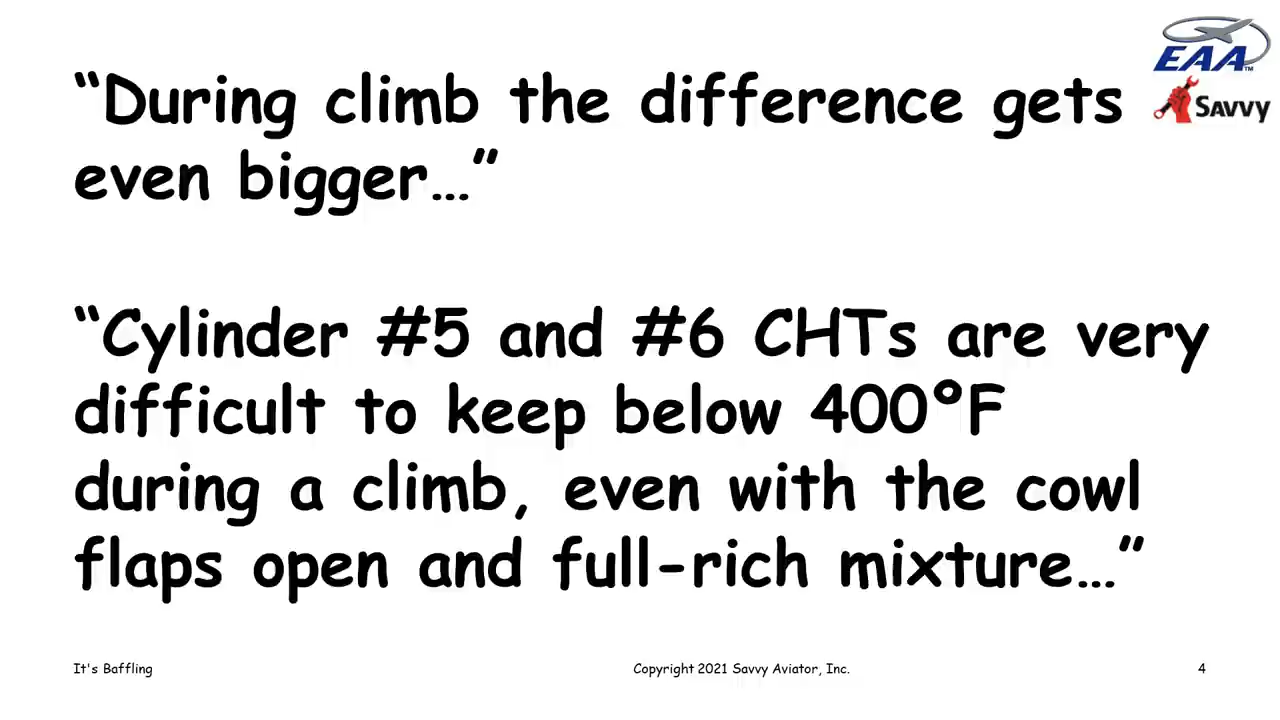 “During climb the difference gets
even bigger…”
“Cylinder #5 and #6 CHTs are very
difficult to keep below 400ºF
during a climb, even with the cowl
flaps open and full-rich mixture…”
EAA™
Savvy
It's Baffling
Copyright 2021 Savvy Aviator, Inc.
4